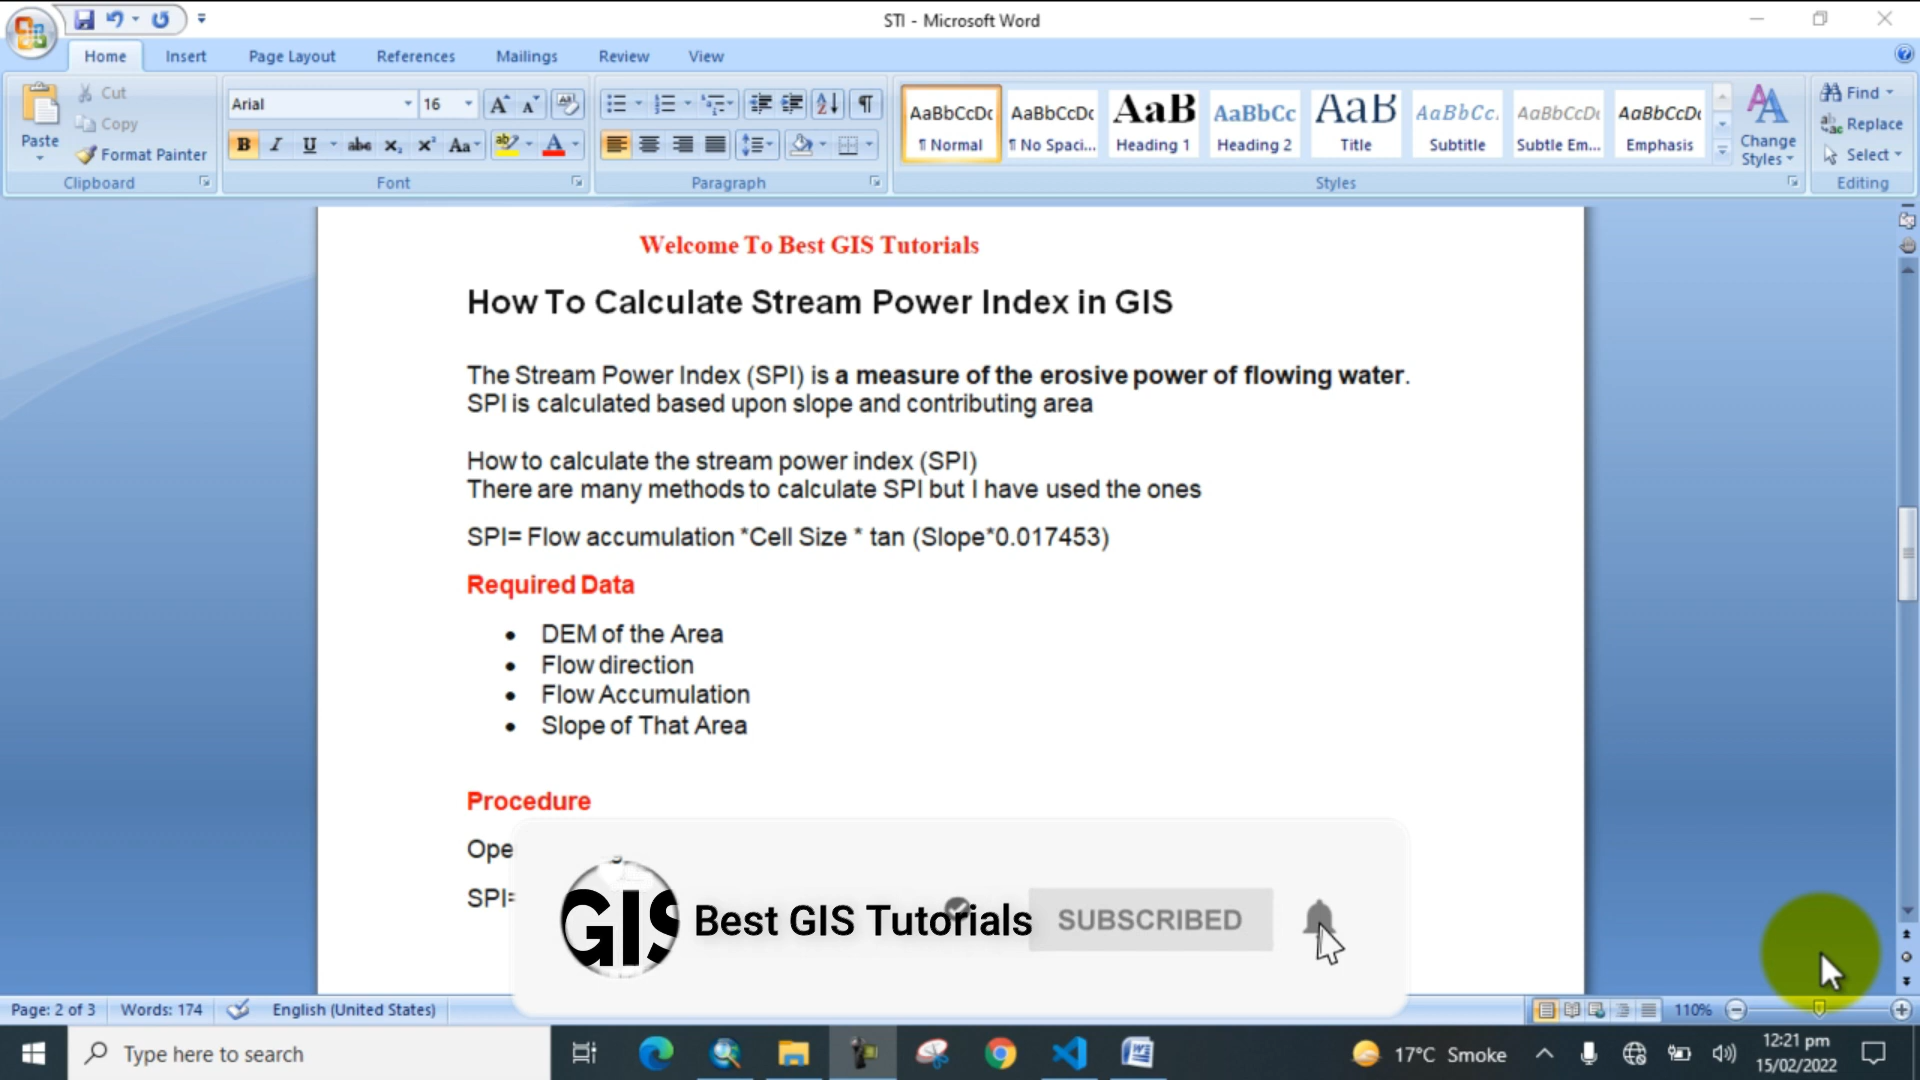 STI - Microsoft Word
Home Insert Page Layout References Mailings Review View
Paste
Cut
Copy
Format Painter
Clipboard
Arial 16
Font
Paragraph
AaBbCcDc AaBbCcDc AaB AaBbCc AaB AaBbCc. AaBbCcDc AaBbCcDc
¶ Normal ¶ No Spaci... Heading 1 Heading 2 Title Subtitle Subtle Em... Emphasis
Styles
Change Styles
Find
Replace
Select
Editing
Welcome To Best GIS Tutorials
How To Calculate Stream Power Index in GIS
The Stream Power Index (SPI) is a measure of the erosive power of flowing water.
SPI is calculated based upon slope and contributing area
How to calculate the stream power index (SPI)
There are many methods to calculate SPI but I have used the ones
SPI= Flow accumulation *Cell Size * tan (Slope*0.017453)
Required Data
• DEM of the Area
• Flow direction
• Flow Accumulation
• Slope of That Area
Procedure
Ope
SPI=
GIS Best GIS Tutorials SUBSCRIBED
Page: 2 of 3 Words: 174 English (United States) 110%
Type here to search
17°C Smoke
12:21 pm
15/02/2022